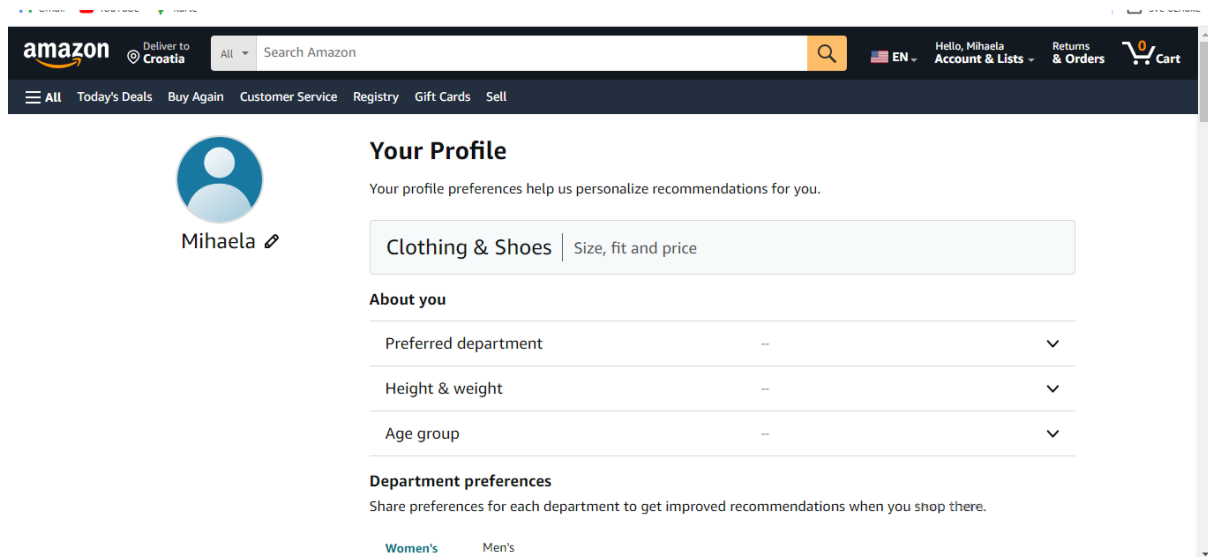 amazon
Deliver to
Croatia
All
Search Amazon
EN
Hello, Mihaela
Account & Lists
Returns
& Orders
0
Cart
All Today's Deals Buy Again Customer Service Registry Gift Cards Sell
Your Profile
Your profile preferences help us personalize recommendations for you.
Mihaela
Clothing & Shoes Size, fit and price
About you
Preferred department --
Height & weight --
Age group --
Department preferences
Share preferences for each department to get improved recommendations when you shop there.
Women's Men's